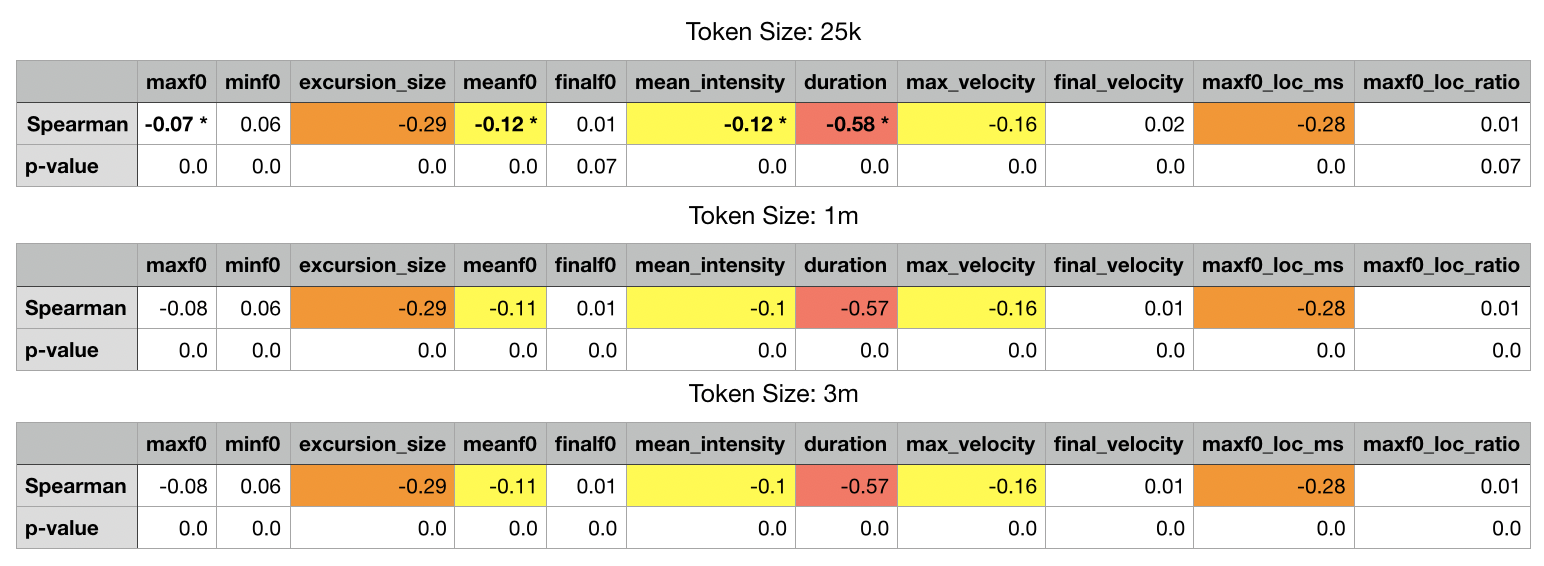 Token Size: 25k
maxf0 minf0 excursion_size meanf0 finalf0 mean_intensity duration max_velocity final_velocity maxf0_loc_ms maxf0_loc_ratio
Spearman -0.07 * 0.06 -0.29 -0.12 * 0.01 -0.12 * -0.58 * -0.16 0.02 -0.28 0.01
p-value 0.0 0.0 0.0 0.0 0.07 0.0 0.0 0.0 0.0 0.0 0.07
Token Size: 1m
maxf0 minf0 excursion_size meanf0 finalf0 mean_intensity duration max_velocity final_velocity maxf0_loc_ms maxf0_loc_ratio
Spearman -0.08 0.06 -0.29 -0.11 0.01 -0.1 -0.57 -0.16 0.01 -0.28 0.01
p-value 0.0 0.0 0.0 0.0 0.0 0.0 0.0 0.0 0.0 0.0 0.0
Token Size: 3m
maxf0 minf0 excursion_size meanf0 finalf0 mean_intensity duration max_velocity final_velocity maxf0_loc_ms maxf0_loc_ratio
Spearman -0.08 0.06 -0.29 -0.11 0.01 -0.1 -0.57 -0.16 0.01 -0.28 0.01
p-value 0.0 0.0 0.0 0.0 0.0 0.0 0.0 0.0 0.0 0.0 0.0